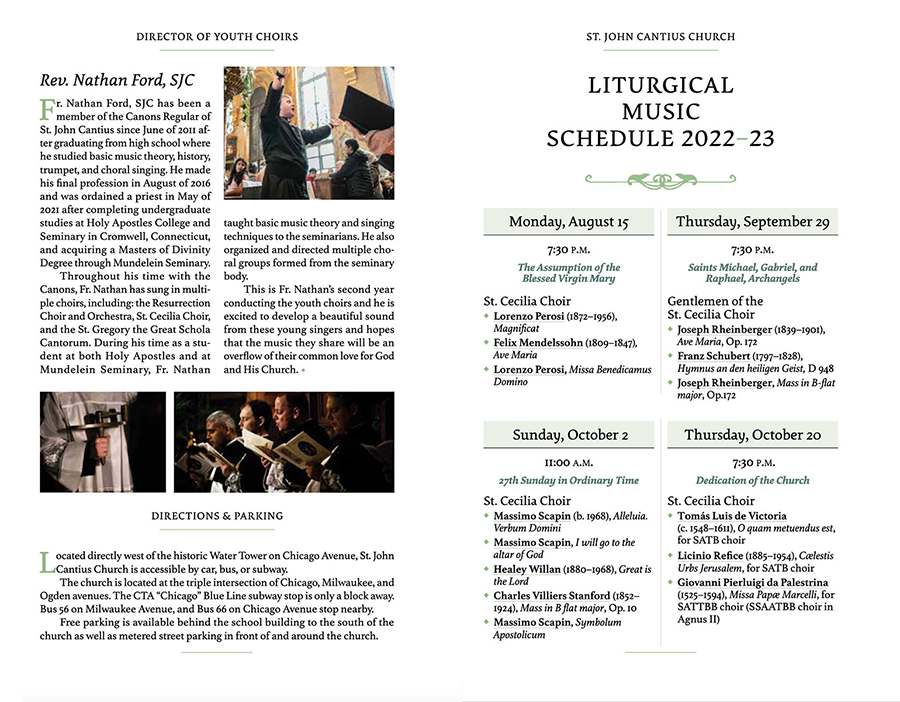 DIRECTOR OF YOUTH CHOIRS
Rev. Nathan Ford, SJC
Fr. Nathan Ford, SJC has been a
member of the Canons Regular of
St. John Cantius since June of 2011 af-
ter graduating from high school where
he studied basic music theory, history,
trumpet, and choral singing. He made
his final profession in August of 2016
and was ordained a priest in May of
2021 after completing undergraduate
studies at Holy Apostles College and
Seminary in Cromwell, Connecticut,
and acquiring a Masters of Divinity
Degree through Mundelein Seminary.
Throughout his time with the
Canons, Fr. Nathan has sung in multi-
ple choirs, including: the Resurrection
Choir and Orchestra, St. Cecilia Choir,
and the St. Gregory the Great Schola
Cantorum. During his time as a stu-
dent at both Holy Apostles and at
Mundelein Seminary, Fr. Nathan
taught basic music theory and singing
techniques to the seminarians. He also
organized and directed multiple cho-
ral groups formed from the seminary
body.
This is Fr. Nathan's second year
conducting the youth choirs and he is
excited to develop a beautiful sound
from these young singers and hopes
that the music they share will be an
overflow of their common love for God
and His Church.
DIRECTIONS & PARKING
Located directly west of the historic Water Tower on Chicago Avenue, St. John
Cantius Church is accessible by car, bus, or subway.
The church is located at the triple intersection of Chicago, Milwaukee, and
Ogden avenues. The CTA "Chicago" Blue Line subway stop is only a block away.
Bus 56 on Milwaukee Avenue, and Bus 66 on Chicago Avenue stop nearby.
Free parking is available behind the school building to the south of the
church as well as metered street parking in front of and around the church.
ST. JOHN CANTIUS CHURCH
LITURGICAL
MUSIC
SCHEDULE 2022–23
Monday, August 15
7:30 P.M.
The Assumption of the
Blessed Virgin Mary
St. Cecilia Choir
Lorenzo Perosi (1872–1956),
Magnificat
Felix Mendelssohn (1809–1847),
Ave Maria
Lorenzo Perosi, Missa Benedicamus
Domino
Thursday, September 29
7:30 P.M.
Saints Michael, Gabriel, and
Raphael, Archangels
Gentlemen of the
St. Cecilia Choir
Joseph Rheinberger (1839–1901),
Ave Maria, Op. 172
Franz Schubert (1797–1828),
Hymnus an den heiligen Geist, D 948
Joseph Rheinberger, Mass in B-flat
major, Op.172
Sunday, October 2
11:00 A.M.
27th Sunday in Ordinary Time
St. Cecilia Choir
Massimo Scapin (b. 1968), Alleluia.
Verbum Domini
Massimo Scapin, I will go to the
altar of God
Healey Willan (1880–1968), Great is
the Lord
Charles Villiers Stanford (1852–
1924), Mass in B flat major, Op. 10
Massimo Scapin, Symbolum
Apostolicum
Thursday, October 20
7:30 P.M.
Dedication of the Church
St. Cecilia Choir
Tomás Luis de Victoria
(c. 1548–1611), O quam metuendus est,
for SATB choir
Licinio Refice (1885–1954), Cælestis
Urbs Jerusalem, for SATB choir
Giovanni Pierluigi da Palestrina
(1525–1594), Missa Papæ Marcelli, for
SATTBB choir (SSAATBB choir in
Agnus II)